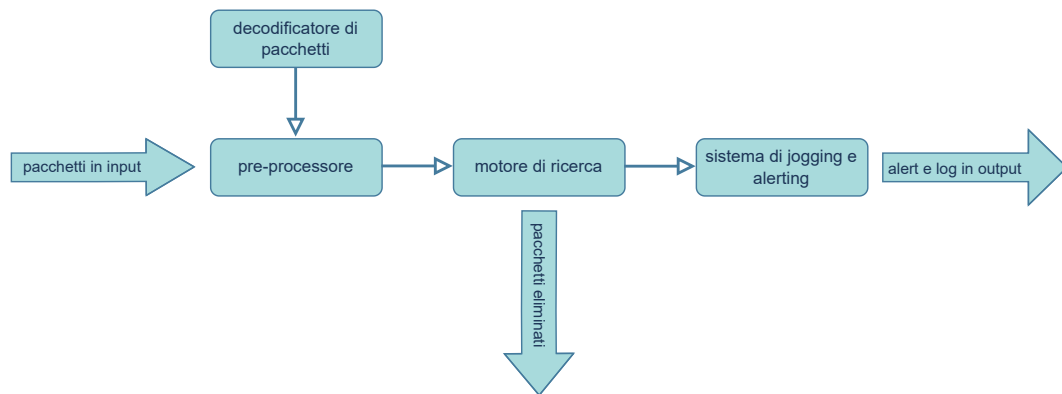 decodificatore di
pacchetti
pacchetti in input
pre-processore
motore di ricerca
sistema di jogging e
alerting
alert e log in output
pacchetti eliminati